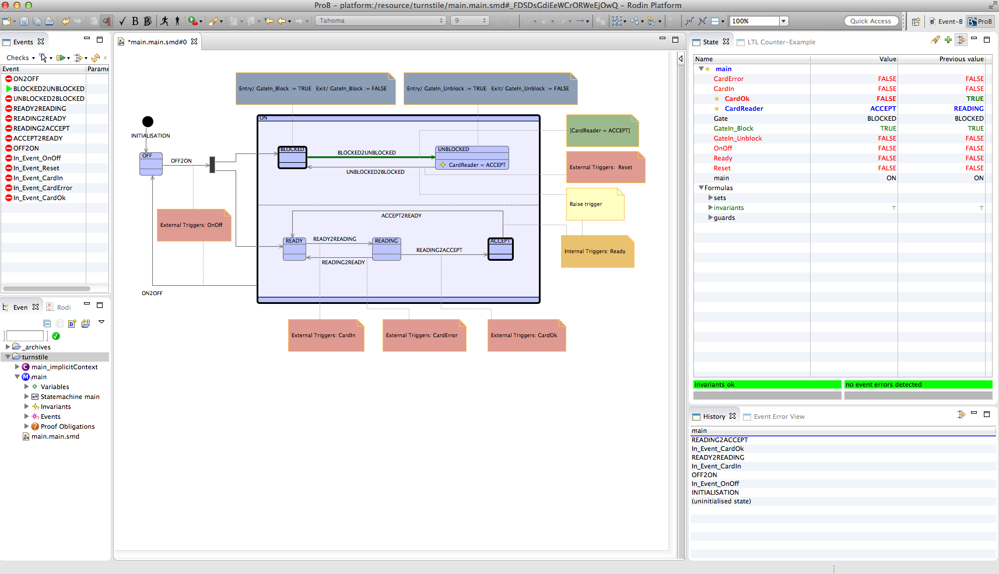 ProB – platform:/resource/turnstile/main.main.smd#_FDSDsGdiEeWCrORWeEjOwQ – Rodin Platform
Tahoma 9 100% Quick Access Event-B ProB
Events
Checks
Event Parame
ON2OFF
BLOCKED2UNBLOCKED
UNBLOCKED2BLOCKED
READY2READING
READING2READY
READING2ACCEPT
ACCEPT2READY
OFF2ON
In_Event_OnOff
In_Event_Reset
In_Event_CardIn
In_Event_CardError
In_Event_CardOk
Even Rodi
_archives
turnstile
main_implicitContext
main
Variables
Statemachine main
Invariants
Events
Proof Obligations
main.main.smd
*main.main.smd#0
Entry/ GateIn_Block := TRUE Exit/ GateIn_Block := FALSE
Entry/ GateIn_Unblock := TRUE Exit/ GateIn_Unblock := FALSE
INITIALISATION
OFF
OFF2ON
ON
BLOCKED
BLOCKED2UNBLOCKED
UNBLOCKED
CardReader = ACCEPT
UNBLOCKED2BLOCKED
[CardReader = ACCEPT]
External Triggers: Reset
Raise trigger
Internal Triggers: Ready
External Triggers: OnOff
ACCEPT2READY
READY
READY2READING
READING
READING2ACCEPT
ACCEPT
READING2READY
ON2OFF
External Triggers: CardIn
External Triggers: CardError
External Triggers: CardOk
State LTL Counter-Example
Name Value Previous value
main
CardError FALSE FALSE
CardIn FALSE FALSE
CardOk FALSE TRUE
CardReader ACCEPT READING
Gate BLOCKED BLOCKED
GateIn_Block TRUE TRUE
GateIn_Unblock FALSE FALSE
OnOff FALSE FALSE
Ready FALSE FALSE
Reset FALSE FALSE
main ON ON
Formulas
sets
invariants ⊤ ⊤
guards
invariants ok no event errors detected
History Event Error View
main
READING2ACCEPT
In_Event_CardOk
READY2READING
In_Event_CardIn
OFF2ON
In_Event_OnOff
INITIALISATION
(uninitialised state)